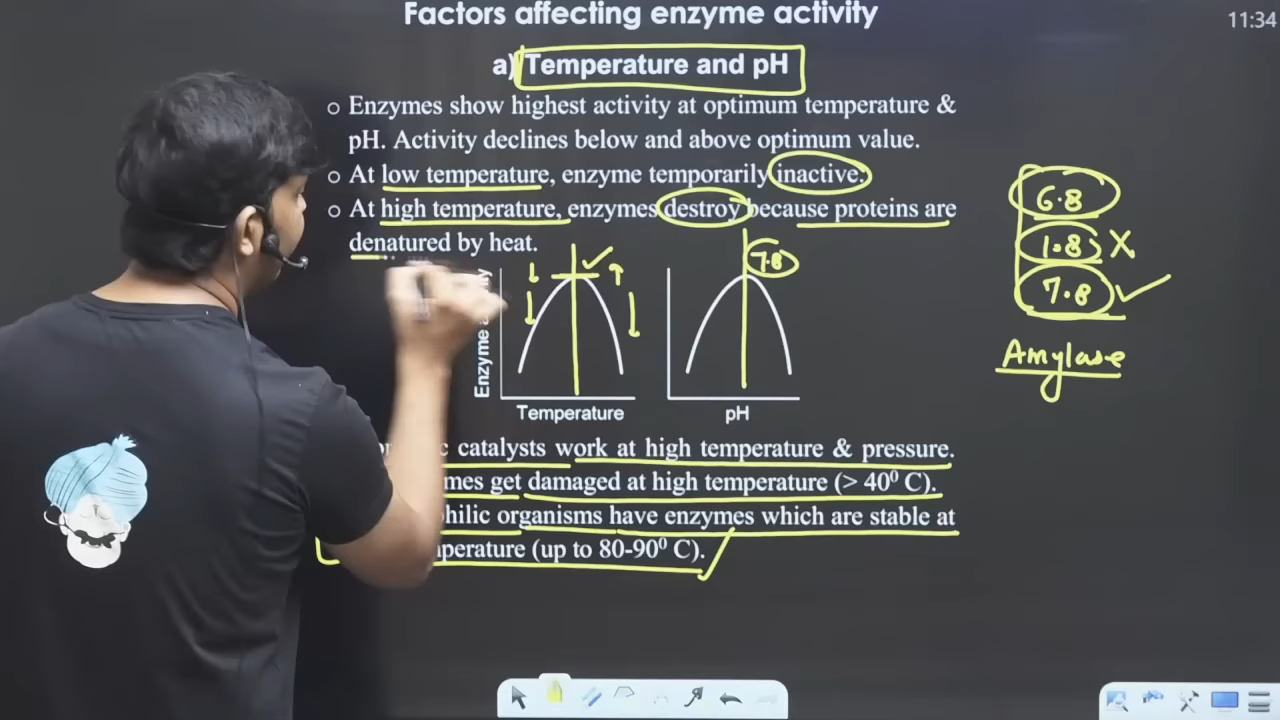 Factors affecting enzyme activity
11:34
a) Temperature and pH
Enzymes show highest activity at optimum temperature &
pH. Activity declines below and above optimum value.
At low temperature, enzyme temporarily inactive.
At high temperature, enzymes destroy because proteins are
denatured by heat.
6.8
1.8 X
7.8 ✓
Amylase
7.8
Enzyme
Temperature
pH
catalysts work at high temperature & pressure.
get damaged at high temperature (> 40⁰ C).
organisms have enzymes which are stable at
(up to 80-90⁰ C).